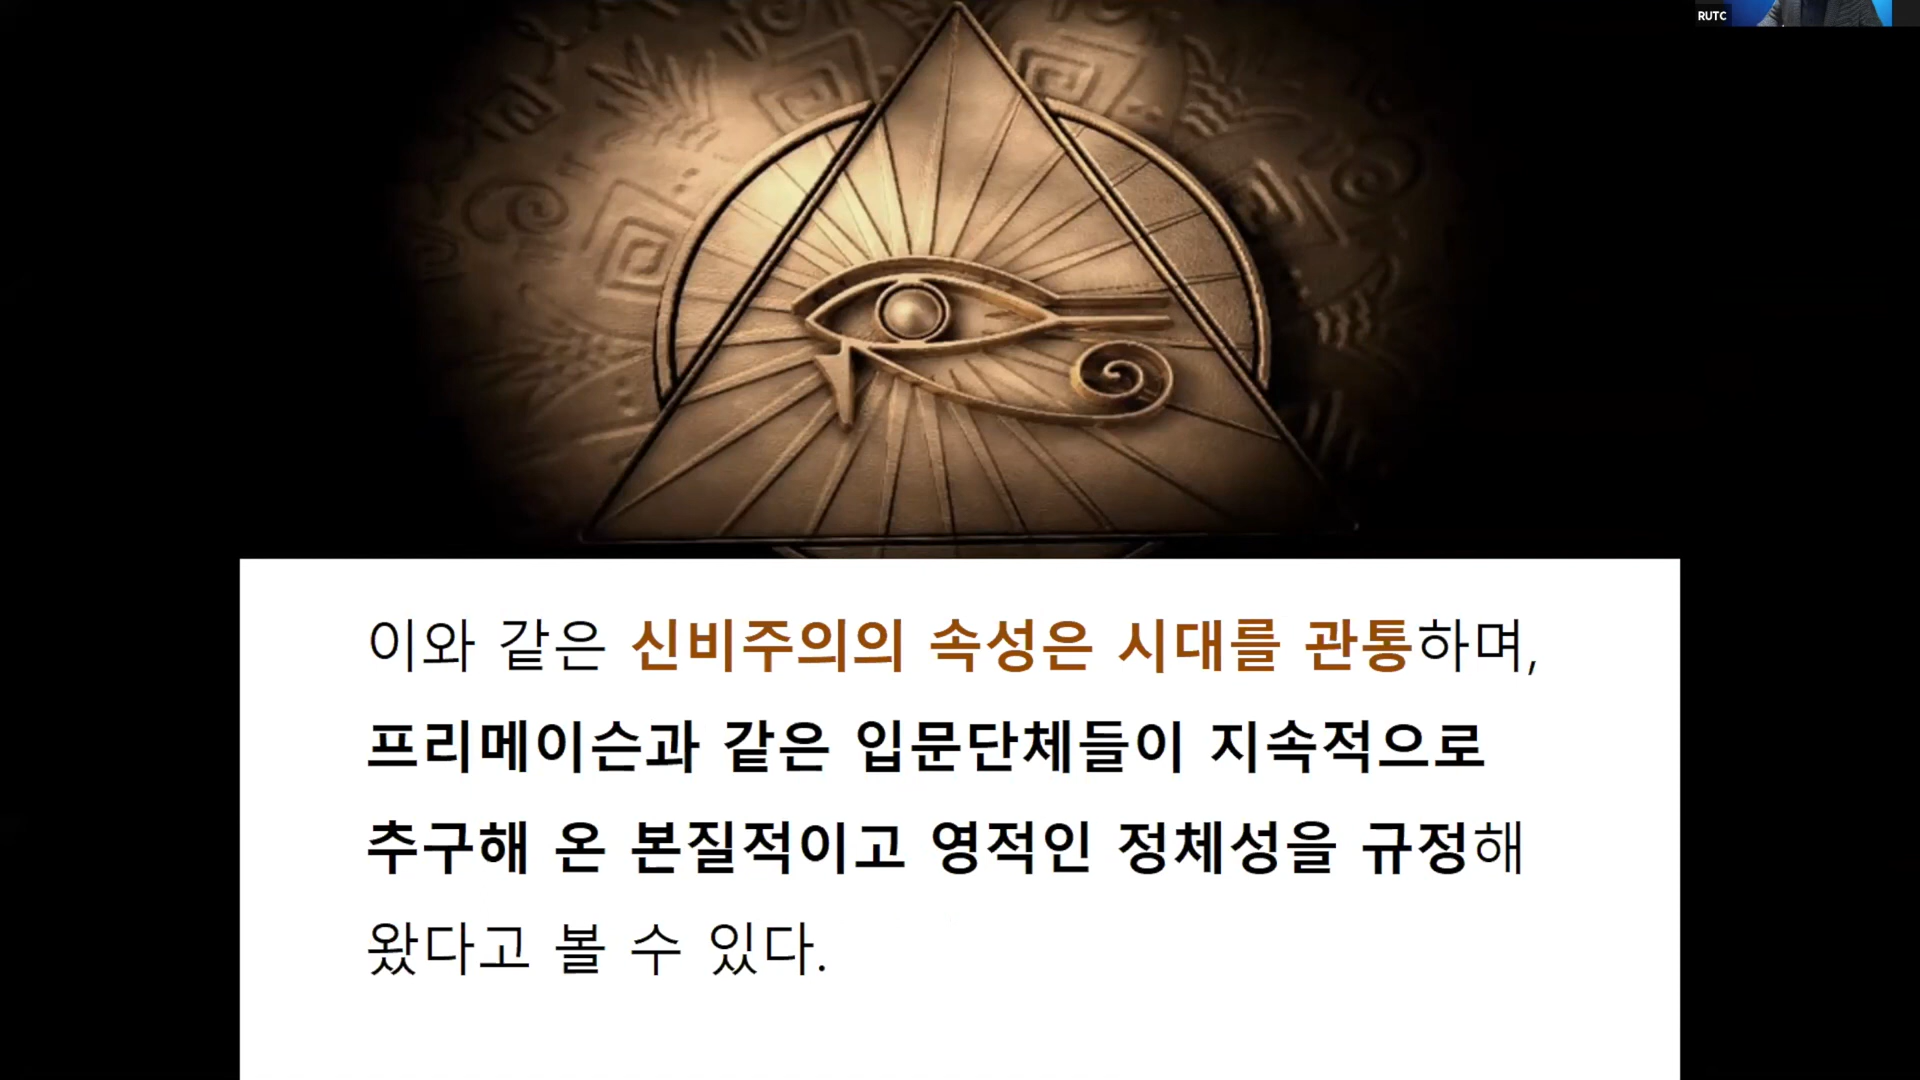 RUTC
이와 같은 신비주의의 속성은 시대를 관통하며,
프리메이슨과 같은 입문단체들이 지속적으로
추구해 온 본질적이고 영적인 정체성을 규정해
왔다고 볼 수 있다.